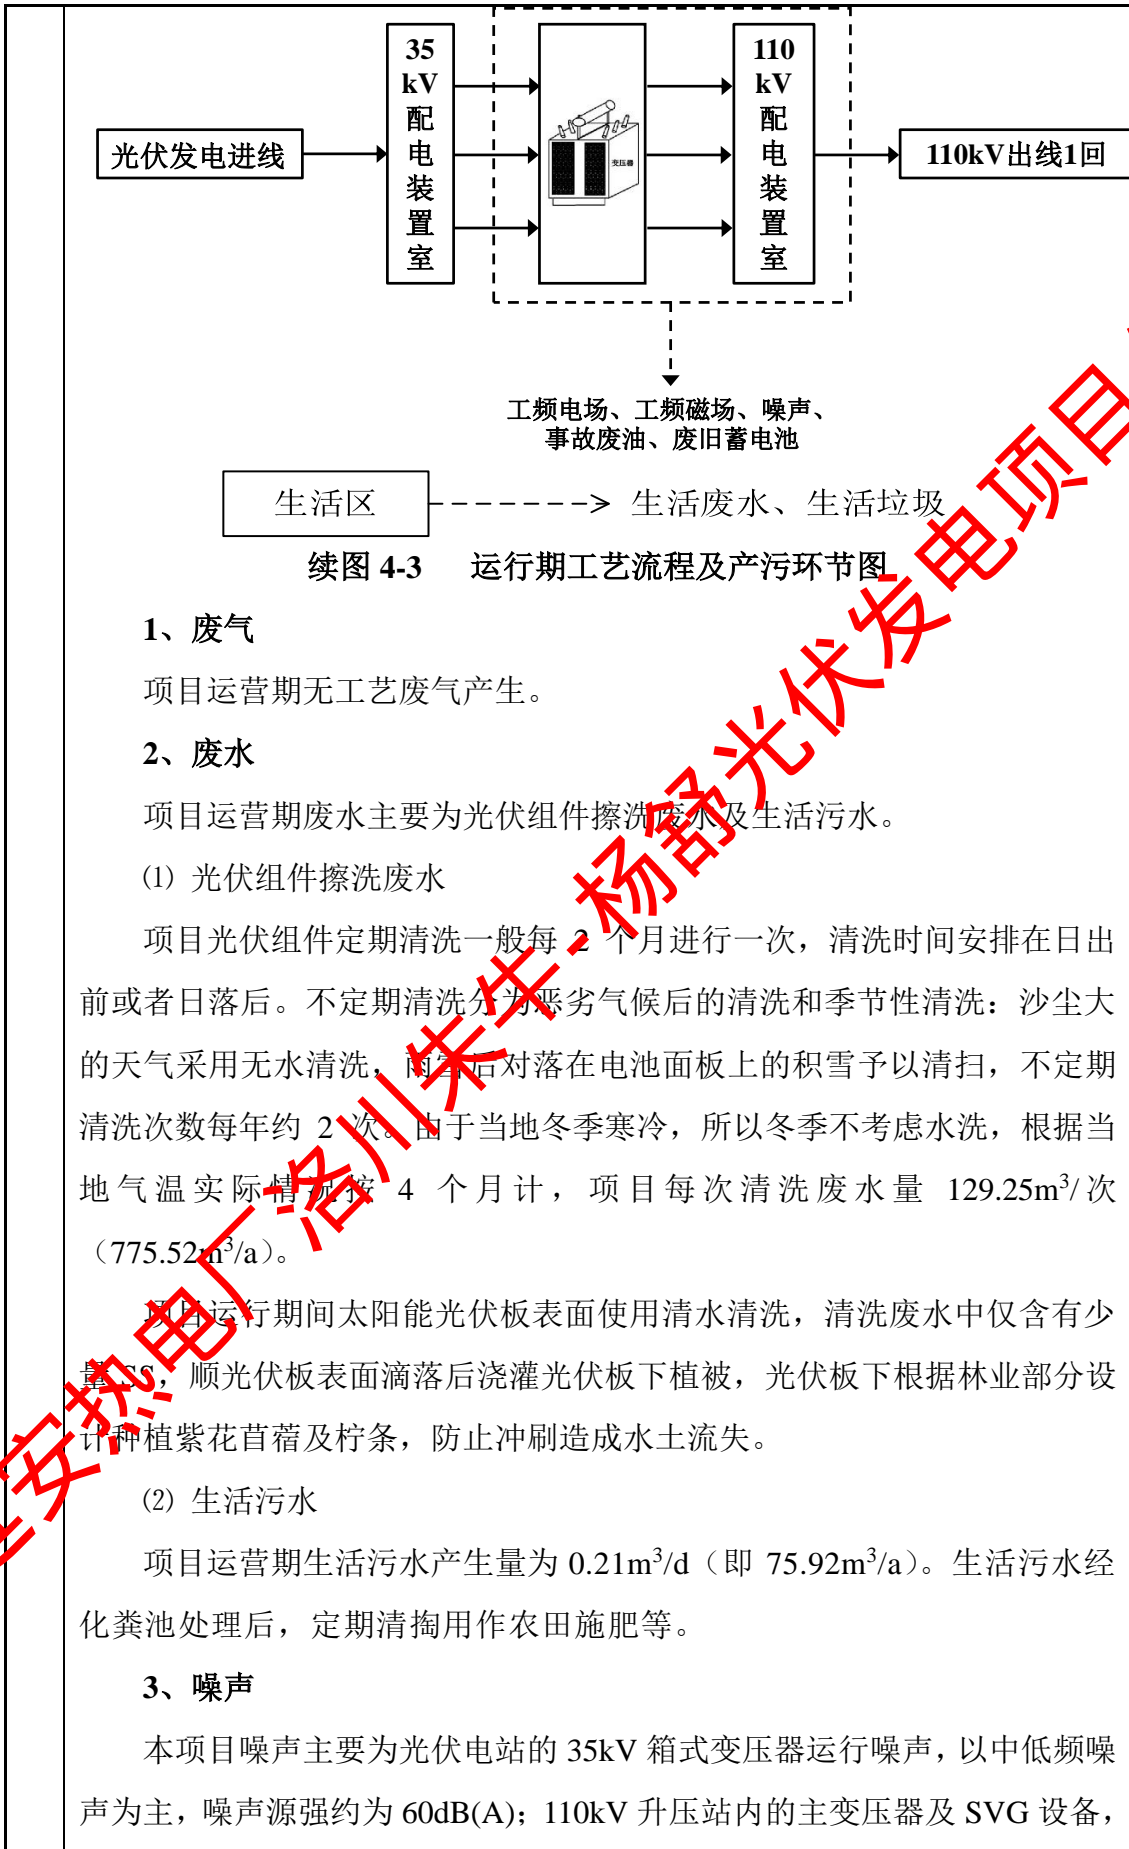 35
kV
配
电
装
置
室
110
kV
配
电
装
置
室
光伏发电进线
变压器
110kV出线1回
工频电场、工频磁场、噪声、
事故废油、废旧蓄电池
生活区
生活废水、生活垃圾
续图 4-3 运行期工艺流程及产污环节图
1、废气
项目运营期无工艺废气产生。
2、废水
项目运营期废水主要为光伏组件擦洗废水及生活污水。
⑴ 光伏组件擦洗废水
项目光伏组件定期清洗一般每 2 个月进行一次，清洗时间安排在日出
前或者日落后。不定期清洗分为恶劣气候后的清洗和季节性清洗：沙尘大
的天气采用无水清洗，雨雪后对落在电池面板上的积雪予以清扫，不定期
清洗次数每年约 2 次。由于当地冬季寒冷，所以冬季不考虑水洗，根据当
地气温实际情况按 4 个月计，项目每次清洗废水量 129.25m³/次
（775.52m³/a）。
项目运行期间太阳能光伏板表面使用清水清洗，清洗废水中仅含有少
量 SS，顺光伏板表面滴落后浇灌光伏板下植被，光伏板下根据林业部分设
计种植紫花苜蓿及柠条，防止冲刷造成水土流失。
⑵ 生活污水
项目运营期生活污水产生量为 0.21m³/d（即 75.92m³/a）。生活污水经
化粪池处理后，定期清掏用作农田施肥等。
3、噪声
本项目噪声主要为光伏电站的 35kV 箱式变压器运行噪声，以中低频噪
声为主，噪声源强约为 60dB(A)；110kV 升压站内的主变压器及 SVG 设备，
安热电厂洛川朱牛-杨舒光伏发电项目